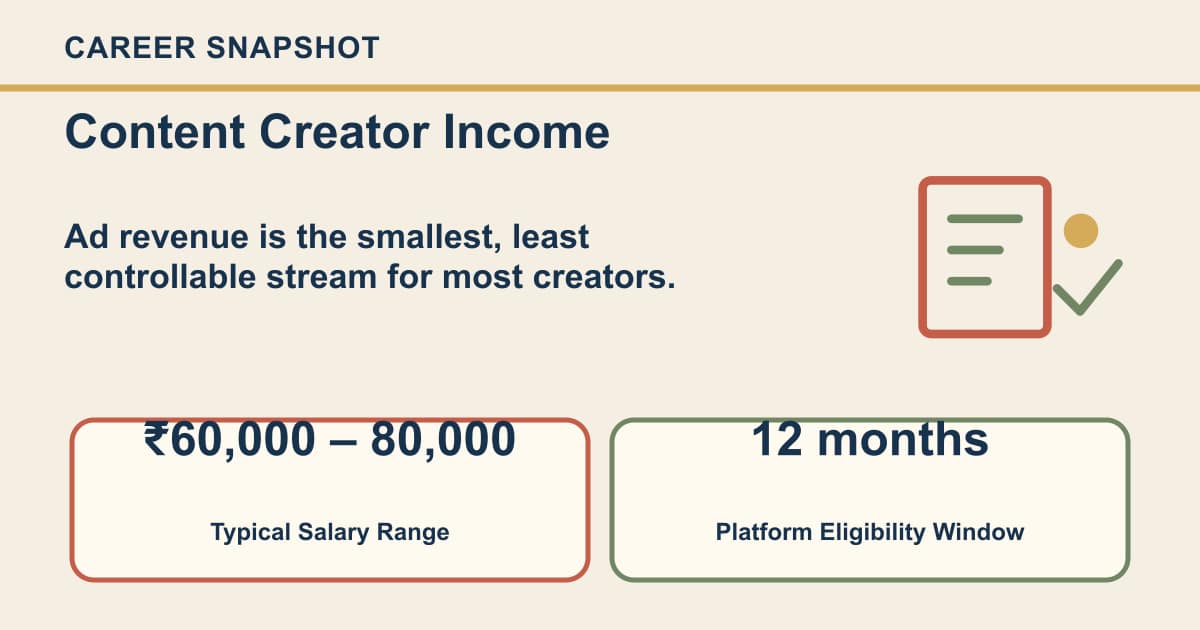 CAREER SNAPSHOT
Content Creator Income
Ad revenue is the smallest, least
controllable stream for most creators.
₹60,000 – 80,000
Typical Salary Range
12 months
Platform Eligibility Window